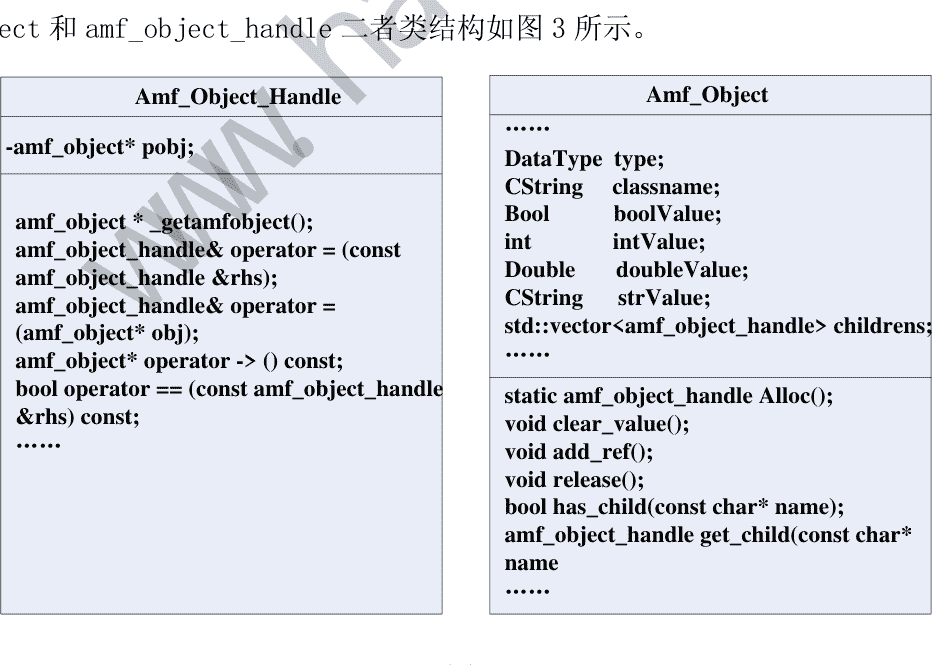 ect 和 amf_object_handle 二者类结构如图 3 所示。
Amf_Object_Handle
-amf_object* pobj;
amf_object * _getamfobject();
amf_object_handle& operator = (const
amf_object_handle &rhs);
amf_object_handle& operator =
(amf_object* obj);
amf_object* operator -> () const;
bool operator == (const amf_object_handle
&rhs) const;
……
Amf_Object
……
DataType type;
CString classname;
Bool boolValue;
int intValue;
Double doubleValue;
CString strValue;
std::vector<amf_object_handle> childrens;
……
static amf_object_handle Alloc();
void clear_value();
void add_ref();
void release();
bool has_child(const char* name);
amf_object_handle get_child(const char*
name
……
www.ha